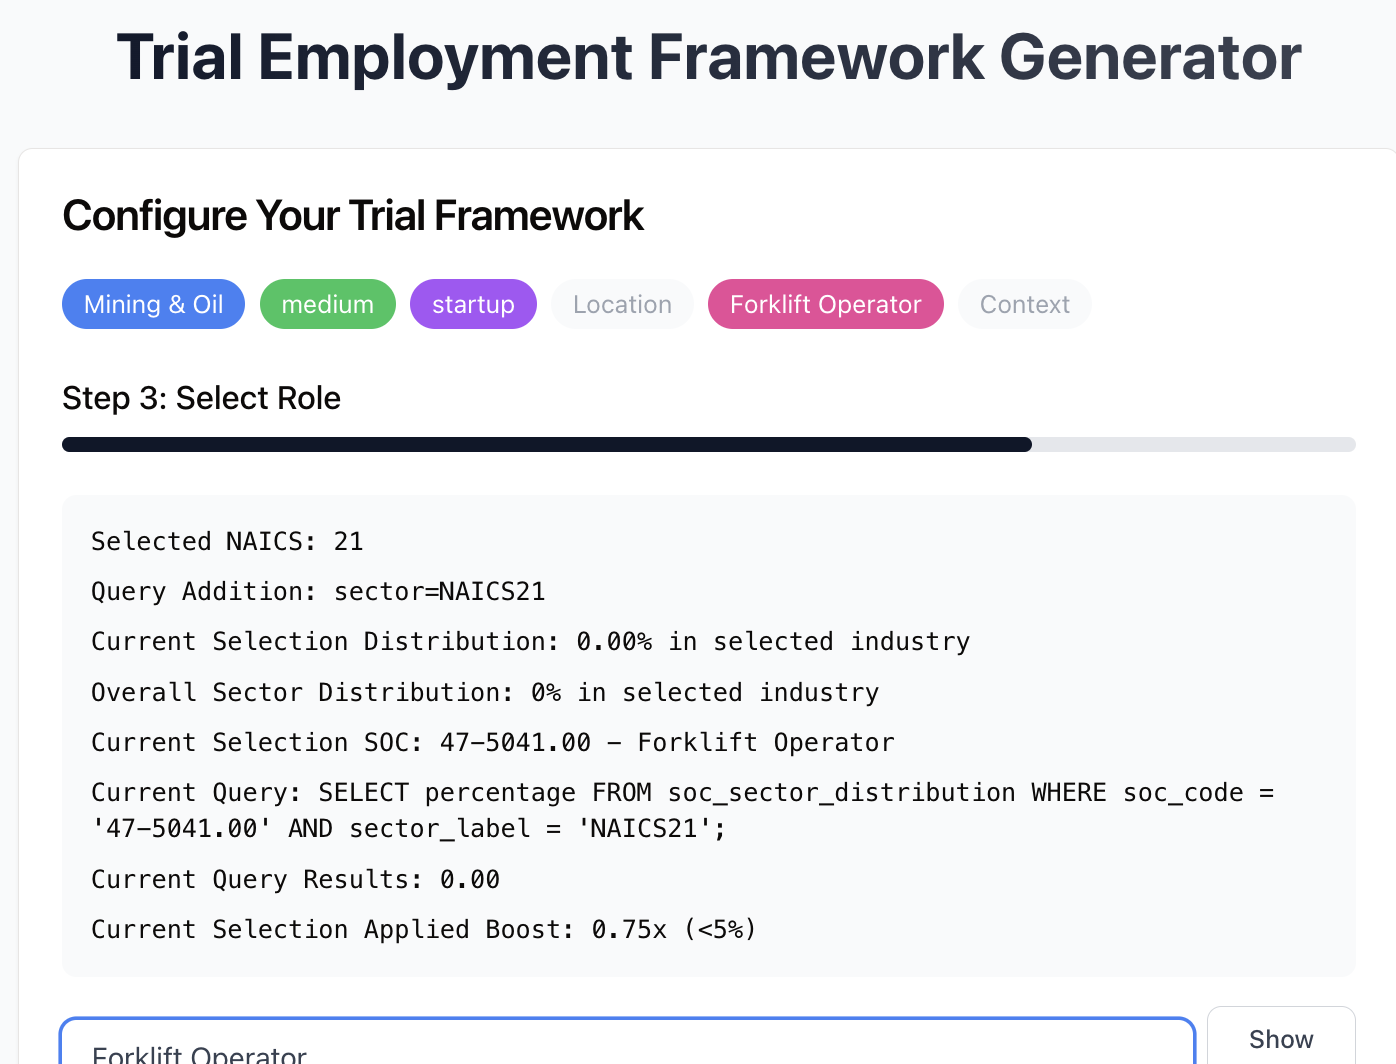 Trial Employment Framework Generator
Configure Your Trial Framework
Mining & Oil medium startup Location Forklift Operator Context
Step 3: Select Role
Selected NAICS: 21
Query Addition: sector=NAICS21
Current Selection Distribution: 0.00% in selected industry
Overall Sector Distribution: 0% in selected industry
Current Selection SOC: 47-5041.00 - Forklift Operator
Current Query: SELECT percentage FROM soc_sector_distribution WHERE soc_code =
'47-5041.00' AND sector_label = 'NAICS21';
Current Query Results: 0.00
Current Selection Applied Boost: 0.75x (<5%)
Forklift Operator
Show